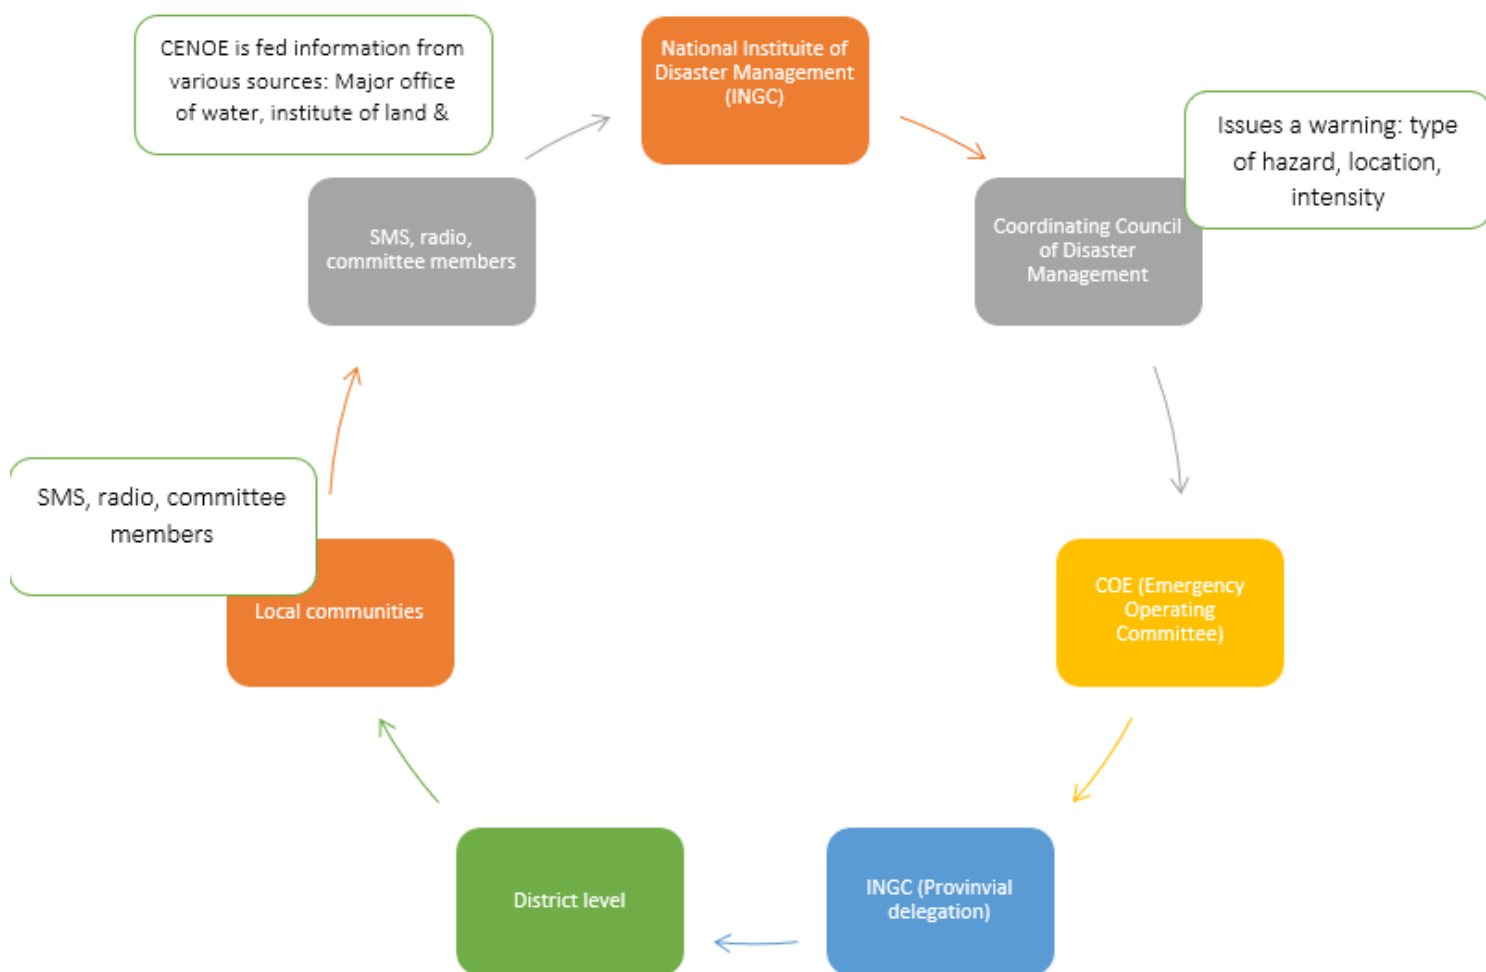 CENOE is fed information from
various sources: Major office
of water, institute of land &
National Instituite of
Disaster Management
(INGC)
Issues a warning: type
of hazard, location,
intensity
SMS, radio,
committee members
Coordinating Council
of Disaster
Management
SMS, radio, committee
members
Local communities
COE (Emergency
Operating
Committee)
District level
INGC (Provinvial
delegation)